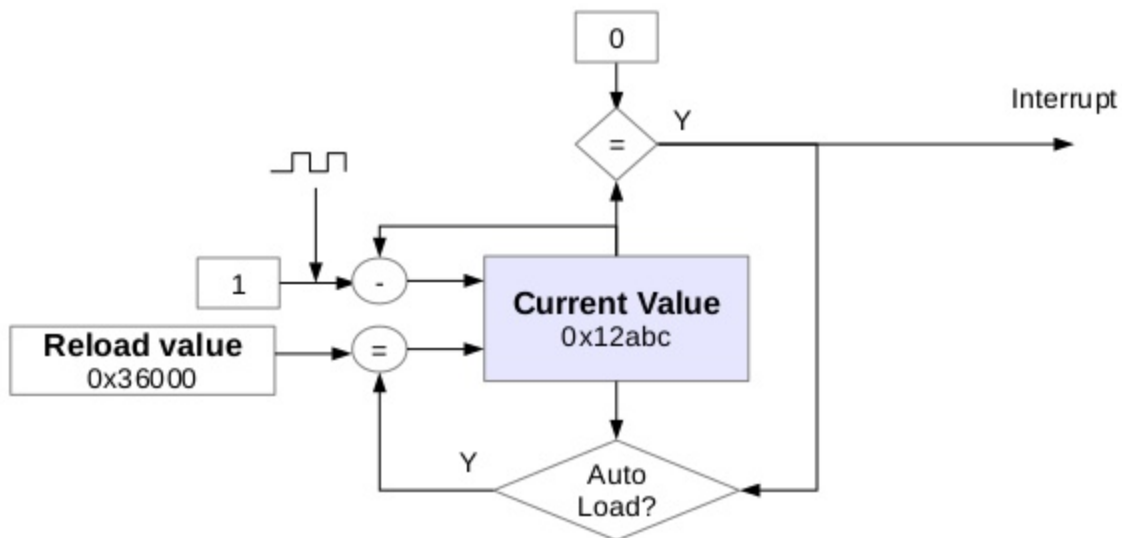 0
Interrupt
Y
=
1
-
Current Value
0x12abc
Reload value
0x36000
=
Y
Auto
Load?